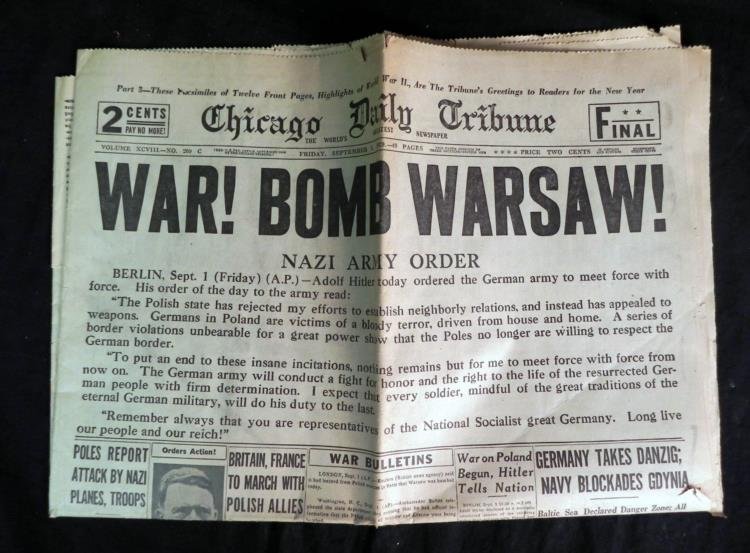 Part 3—These Facsimiles of Twelve Front Pages, Highlights of World War II., Are The Tribune's Greetings to Readers for the New Year
2 CENTS
PAY NO MORE!
Chicago Daily Tribune
THE WORLD'S GREATEST NEWSPAPER
FINAL
VOLUME XCVIII.—NO. 209 C
FRIDAY, SEPTEMBER 1, 1939.—40 PAGES
PRICE TWO CENTS
WAR! BOMB WARSAW!
NAZI ARMY ORDER
BERLIN, Sept. 1 (Friday) (A.P.)—Adolf Hitler today ordered the German army to meet force with
force. His order of the day to the army read:
"The Polish state has rejected my efforts to establish neighborly relations, and instead has appealed to
weapons. Germans in Poland are victims of a bloody terror, driven from house and home. A series of
border violations unbearable for a great power show that the Poles no longer are willing to respect the
German border.
"To put an end to these insane incitations, nothing remains but for me to meet force with force from
now on. The German army will conduct a fight for honor and the right to the life of the resurrected Ger-
man people with firm determination. I expect that every soldier, mindful of the great traditions of the
eternal German military, will do his duty to the last.
"Remember always that you are representatives of the National Socialist great Germany. Long live
our people and our reich!"
POLES REPORT
ATTACK BY NAZI
PLANES, TROOPS
Orders Action!
BRITAIN, FRANCE
TO MARCH WITH
POLISH ALLIES
WAR BULLETINS
War on Poland
Begun, Hitler
Tells Nation
GERMANY TAKES DANZIG;
NAVY BLOCKADES GDYNIA
Baltic Sea Declared Danger Zone; All